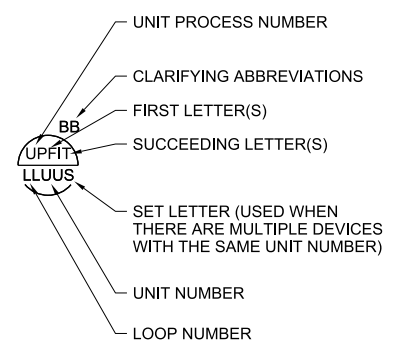 UNIT PROCESS NUMBER
CLARIFYING ABBREVIATIONS
FIRST LETTER(S)
BB
SUCCEEDING LETTER(S)
UPFIT
LLUUS
SET LETTER (USED WHEN
THERE ARE MULTIPLE DEVICES
WITH THE SAME UNIT NUMBER)
UNIT NUMBER
LOOP NUMBER